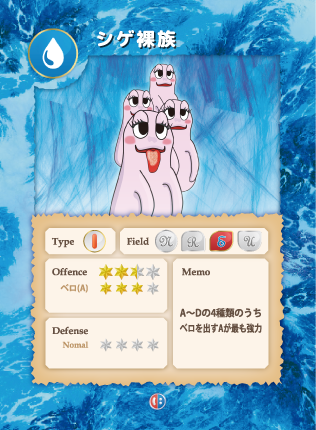 シゲ裸族
Type I Field N R S U
Offence
ベロ(A)
Memo
A〜Dの4種類のうち
ベロを出すAが最も強力
Defense
Nomal